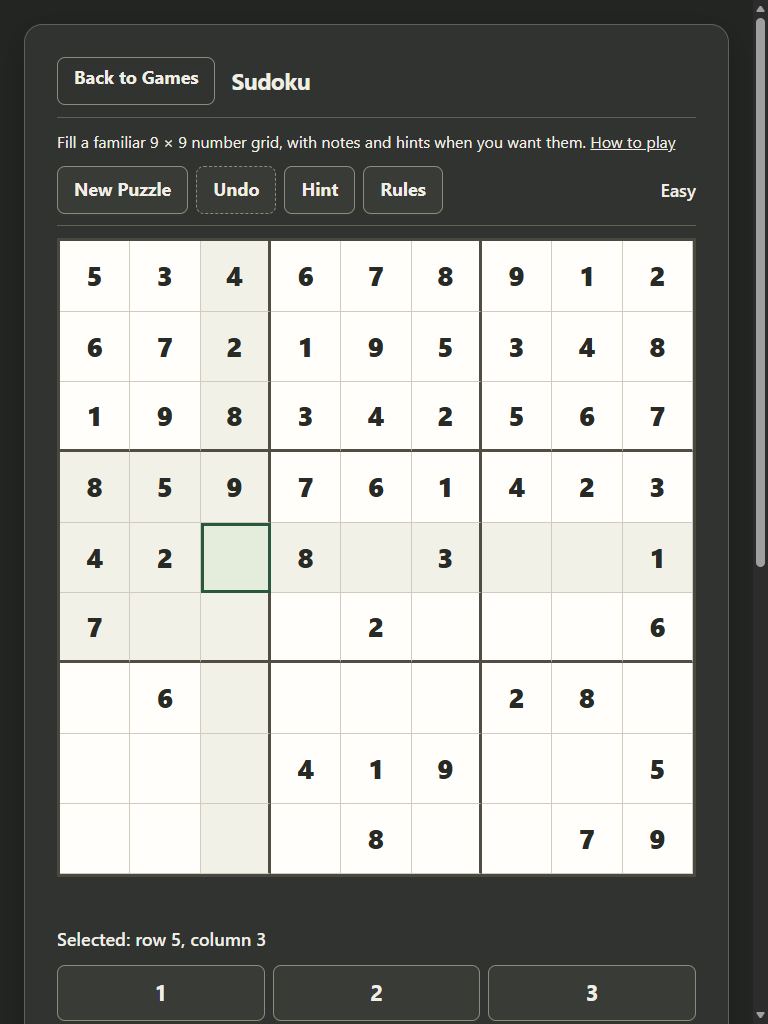 Back to Games Sudoku
Fill a familiar 9 × 9 number grid, with notes and hints when you want them. How to play
New Puzzle Undo Hint Rules Easy
5 3 4 6 7 8 9 1 2
6 7 2 1 9 5 3 4 8
1 9 8 3 4 2 5 6 7
8 5 9 7 6 1 4 2 3
4 2 8 3 1
7 2 6
6 2 8
4 1 9 5
8 7 9
Selected: row 5, column 3
1 2 3